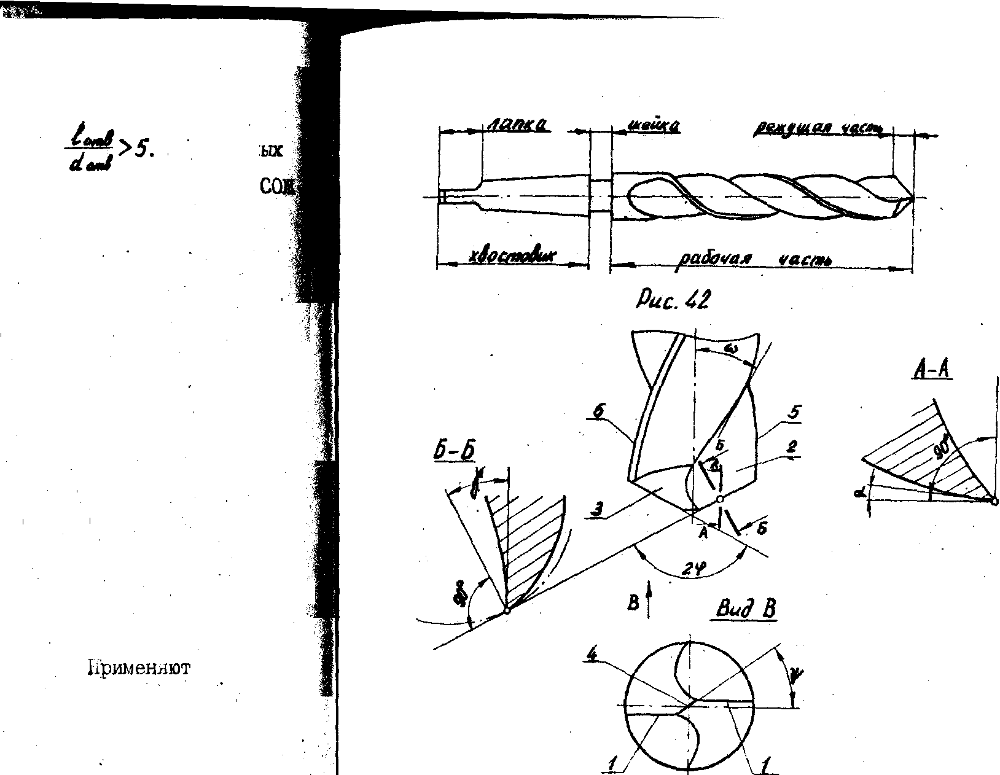 l отв
d отв > 5.
ых
СОЖ
Применяют
лапка шейка режущая часть
хвостовик рабочая часть
Рис. 42
ω
А-А
6 5
Б-Б
Б
2
А
γ
90°
α
3
А Б
2φ
90°
В Вид В
4
ψ
1 1